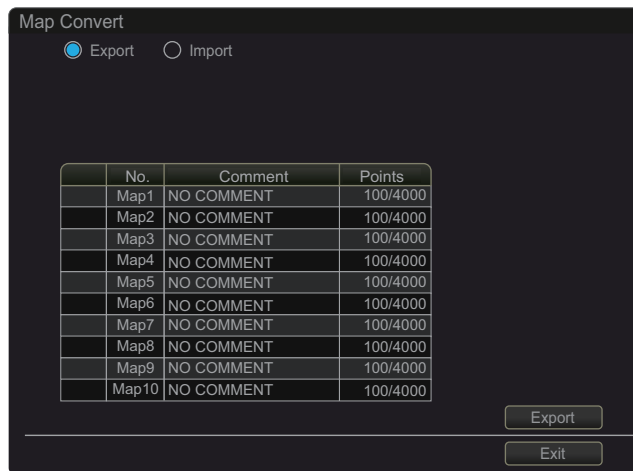 Map Convert
Export Import
No. Comment Points
Map1 NO COMMENT 100/4000
Map2 NO COMMENT 100/4000
Map3 NO COMMENT 100/4000
Map4 NO COMMENT 100/4000
Map5 NO COMMENT 100/4000
Map6 NO COMMENT 100/4000
Map7 NO COMMENT 100/4000
Map8 NO COMMENT 100/4000
Map9 NO COMMENT 100/4000
Map10 NO COMMENT 100/4000
Export
Exit